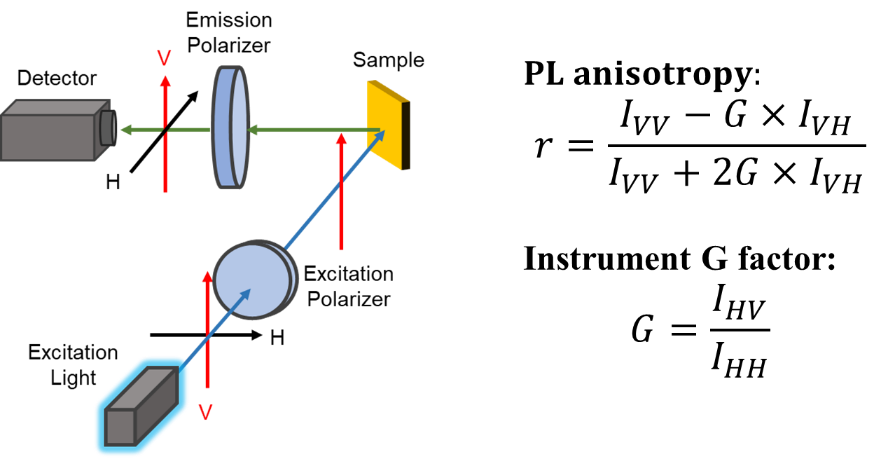 Emission
Polarizer
Sample
V
Detector
H
Excitation
Polarizer
H
Excitation
Light
V
PL anisotropy:
r = (I_VV − G × I_VH) / (I_VV + 2G × I_VH)
Instrument G factor:
G = I_HV / I_HH